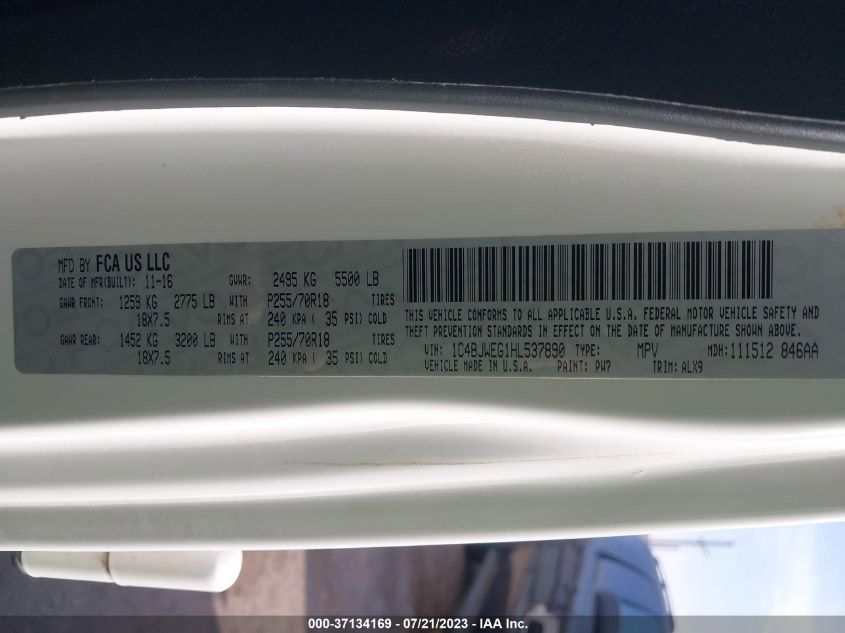 MFD BY FCA US LLC
DATE OF MFR(BUILT): 11-16 GVWR: 2495 KG 5500 LB
GAWR FRONT: 1259 KG 2775 LB WITH P255/70R18 TIRES
18X7.5 RIMS AT 240 KPA ( 35 PSI) COLD
GAWR REAR: 1452 KG 3200 LB WITH P255/70R18 TIRES
18X7.5 RIMS AT 240 KPA ( 35 PSI) COLD
THIS VEHICLE CONFORMS TO ALL APPLICABLE U.S.A. FEDERAL MOTOR VEHICLE SAFETY AND
THEFT PREVENTION STANDARDS IN EFFECT ON THE DATE OF MANUFACTURE SHOWN ABOVE.
VIN: 1C4BJWEG1HL537890 TYPE: MPV MDH: 111512 846AA
VEHICLE MADE IN U.S.A. PAINT: PW7 TRIM: ALX9
000-37134169 - 07/21/2023 - IAAI.com